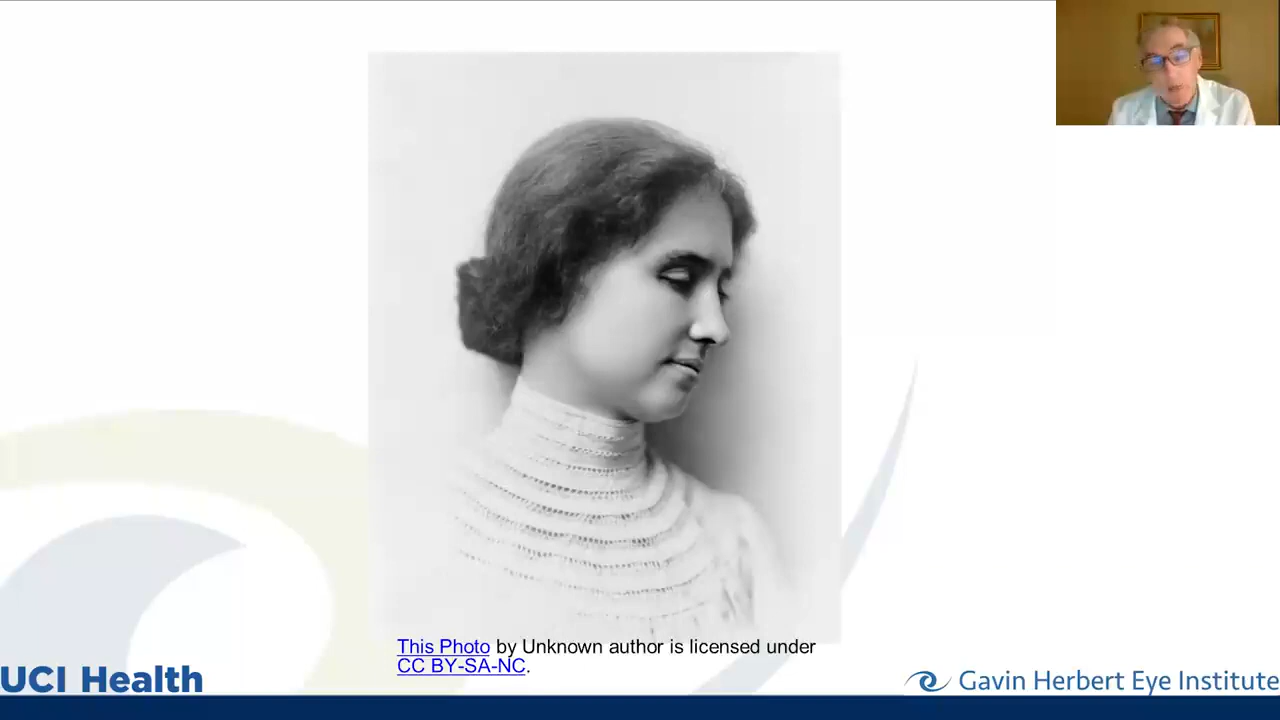 This Photo by Unknown author is licensed under
CC BY-SA-NC.
UCI Health
Gavin Herbert Eye Institute